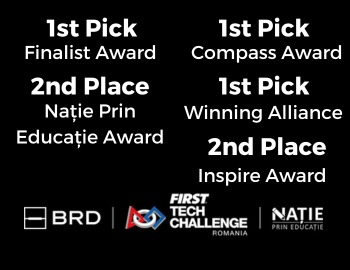 1st Pick
Finalist Award
2nd Place
Nație Prin
Educație Award
1st Pick
Compass Award
1st Pick
Winning Alliance
2nd Place
Inspire Award
BRD
FIRST
TECH
CHALLENGE
ROMANIA
NAȚIE
PRIN EDUCAȚIE